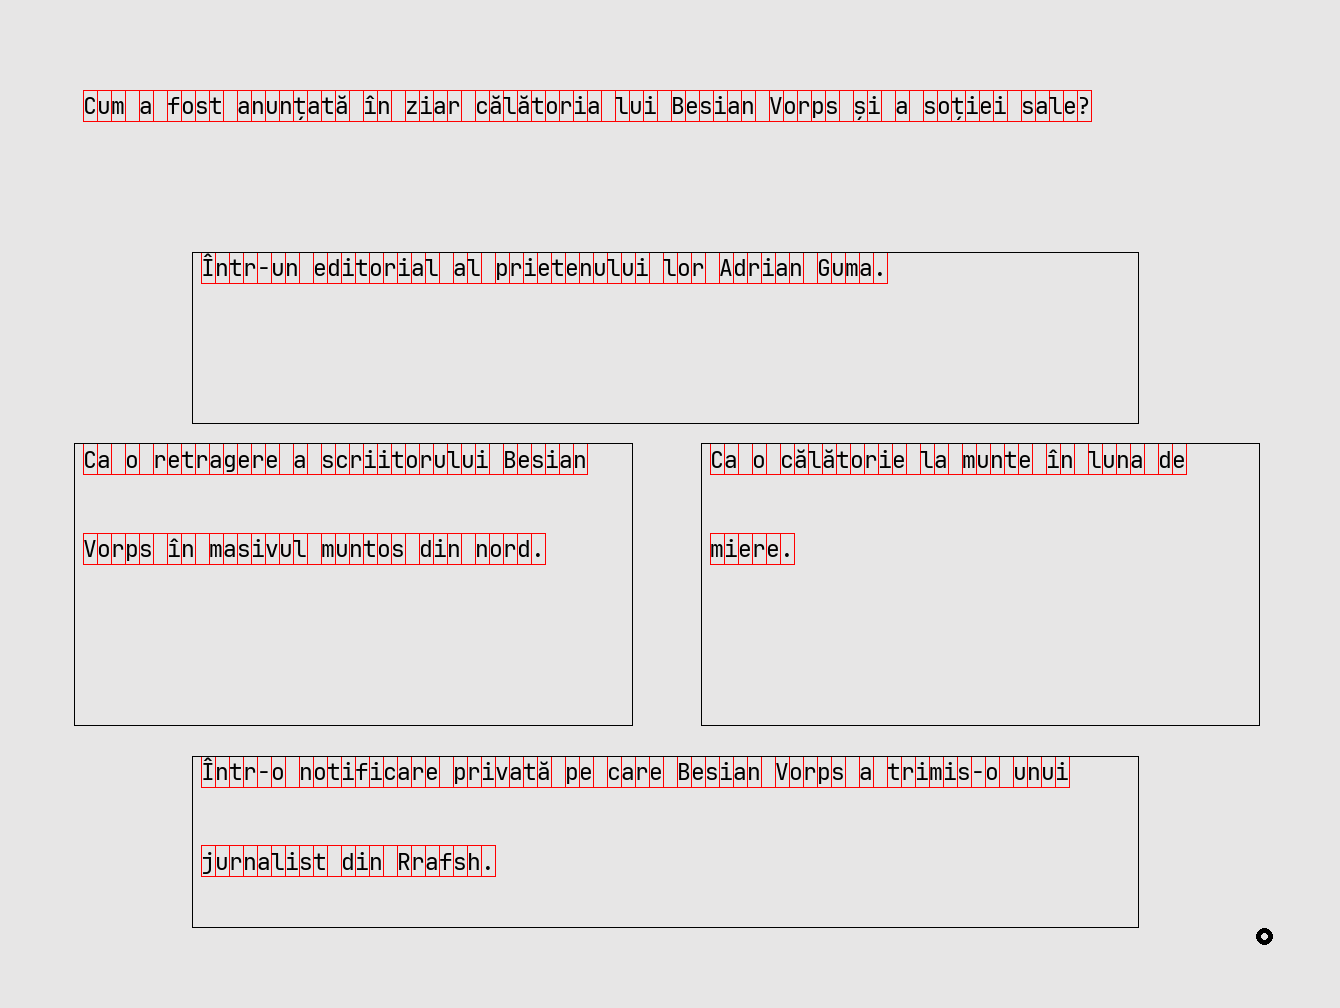 Cum a fost anunțată în ziar călătoria lui Besian Vorps și a soției sale?
Într-un editorial al prietenului lor Adrian Guma.
Ca o retragere a scriitorului Besian
Vorps în masivul muntos din nord.
Ca o călătorie la munte în luna de
miere.
Într-o notificare privată pe care Besian Vorps a trimis-o unui
jurnalist din Rrafsh.